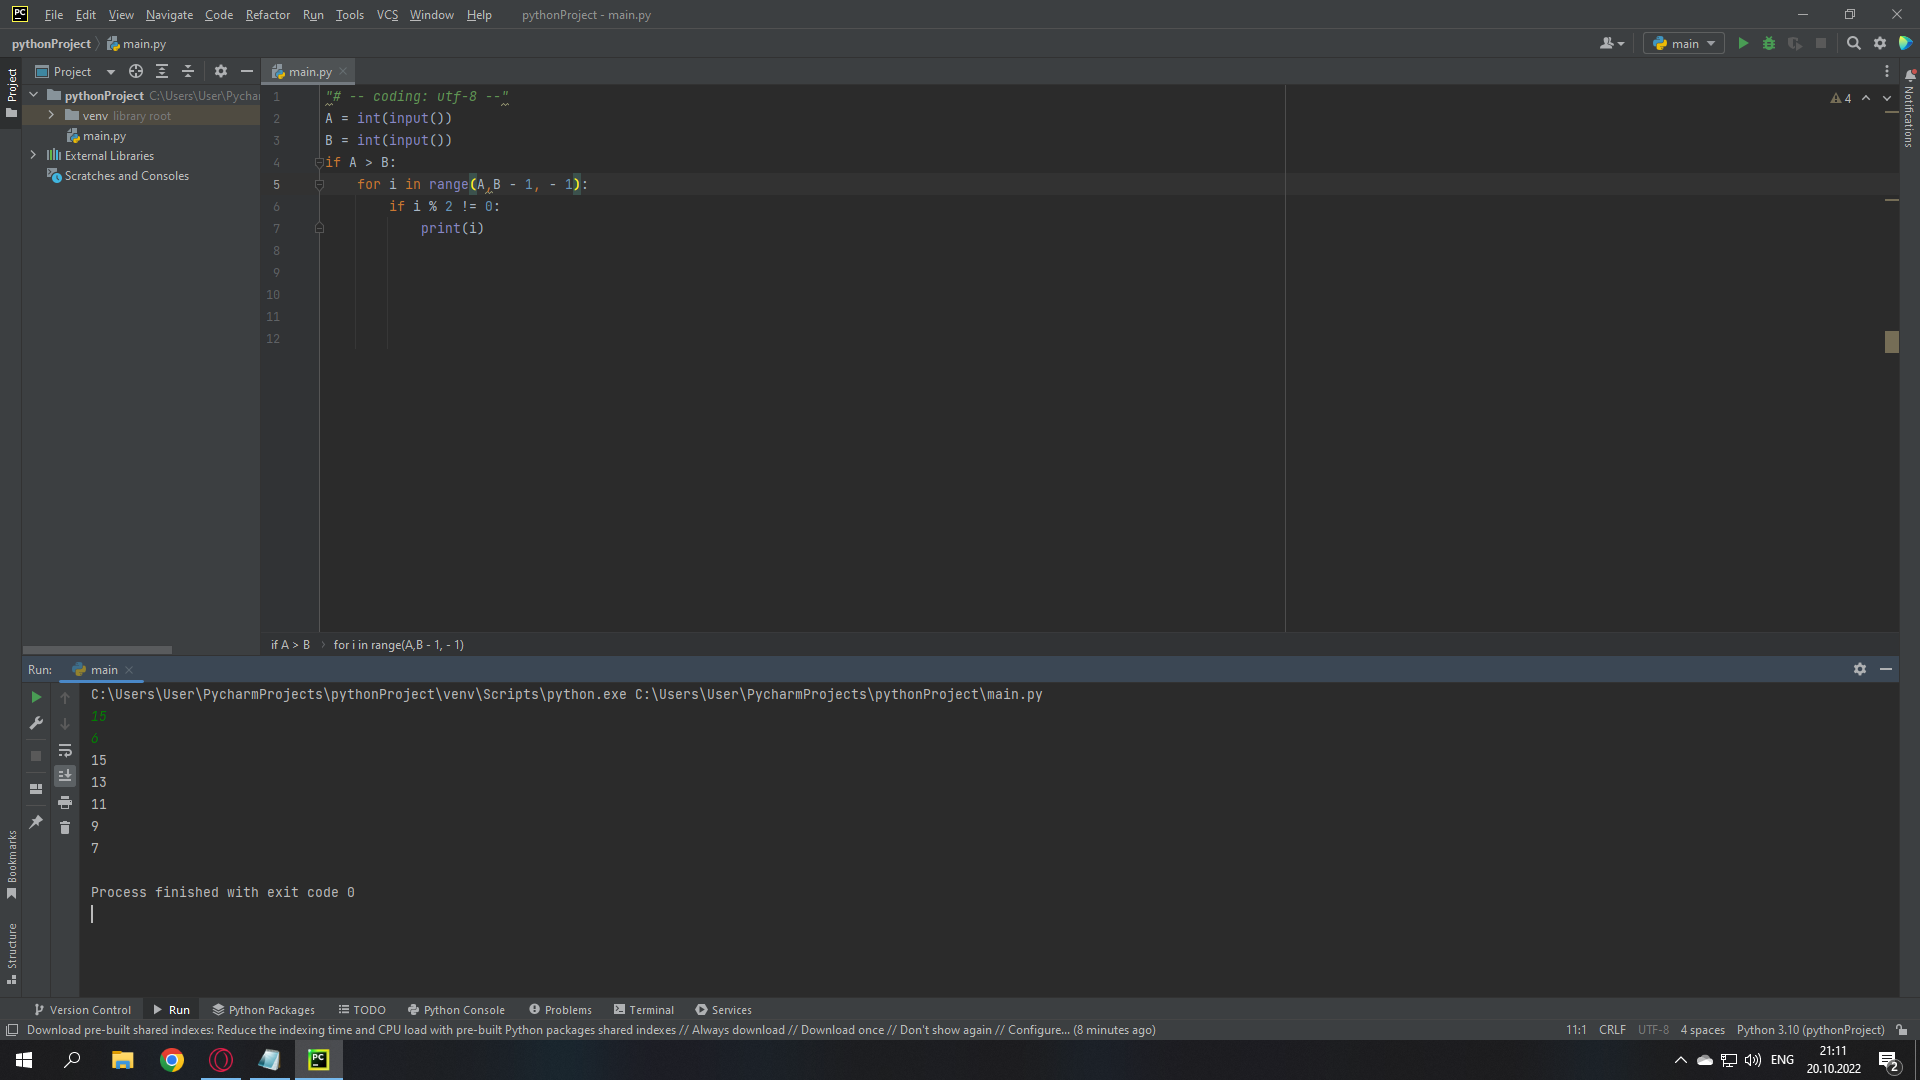 PC File Edit View Navigate Code Refactor Run Tools VCS Window Help pythonProject - main.py
pythonProject main.py
main
Project
main.py
Project
Notifications
pythonProject C:\Users\User\Pychar
venv library root
main.py
External Libraries
Scratches and Consoles
1 "# -- coding: utf-8 --"
2 A = int(input())
3 B = int(input())
4 if A > B:
5 for i in range(A,B - 1, - 1):
6 if i % 2 != 0:
7 print(i)
8
9
10
11
12
4
if A > B for i in range(A,B - 1, - 1)
Run: main
C:\Users\User\PycharmProjects\pythonProject\venv\Scripts\python.exe C:\Users\User\PycharmProjects\pythonProject\main.py
15
6
15
13
11
9
7
Process finished with exit code 0
Bookmarks
Structure
Version Control Run Python Packages TODO Python Console Problems Terminal Services
Download pre-built shared indexes: Reduce the indexing time and CPU load with pre-built Python packages shared indexes // Always download // Download once // Don't show again // Configure... (8 minutes ago)
11:1 CRLF UTF-8 4 spaces Python 3.10 (pythonProject)
PC
ENG
21:11
20.10.2022
2